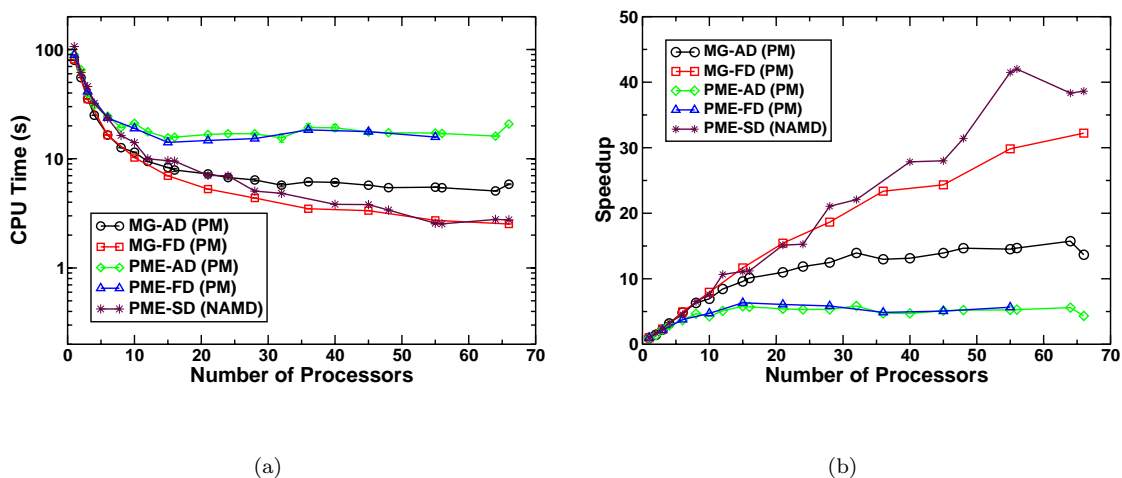 100
10
1
CPU Time (s)
MG-AD (PM)
MG-FD (PM)
PME-AD (PM)
PME-FD (PM)
PME-SD (NAMD)
0 10 20 30 40 50 60 70
Number of Processors
(a)
50
40
30
20
10
0
Speedup
MG-AD (PM)
MG-FD (PM)
PME-AD (PM)
PME-FD (PM)
PME-SD (NAMD)
0 10 20 30 40 50 60 70
Number of Processors
(b)